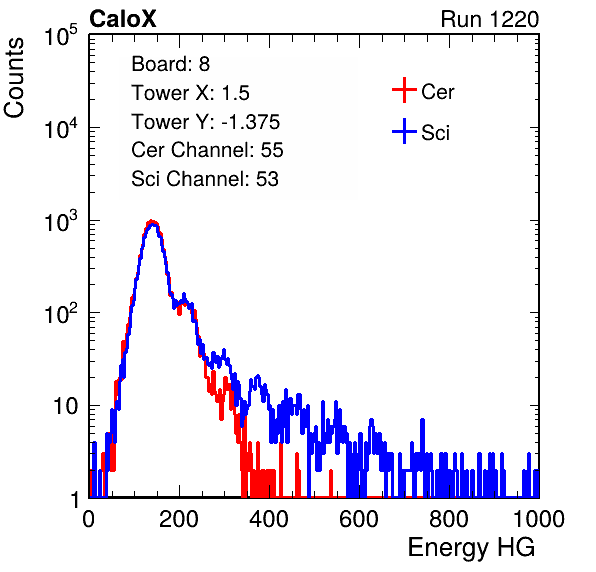 CaloX Run 1220
Counts
Board: 8
Tower X: 1.5
Tower Y: -1.375
Cer Channel: 55
Sci Channel: 53
Cer
Sci
10^5
10^4
10^3
10^2
10
1
0 200 400 600 800 1000
Energy HG